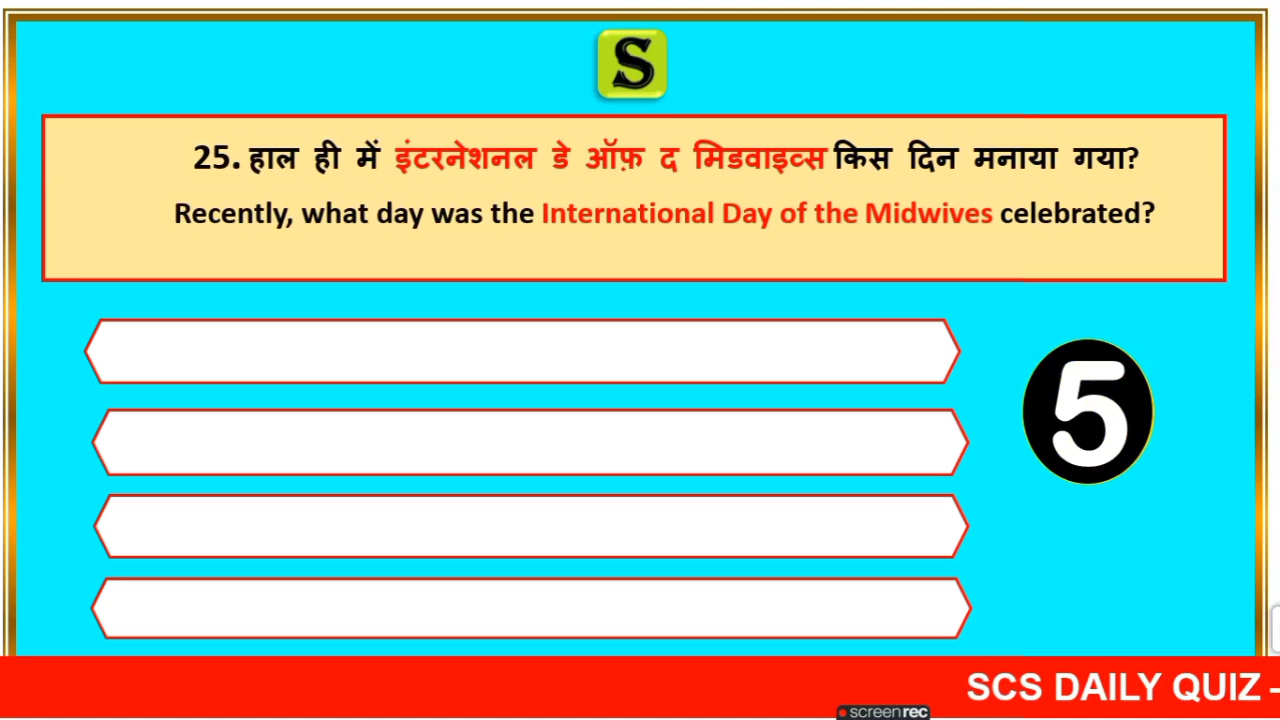 S
25. हाल ही में इंटरनेशनल डे ऑफ़ द मिडवाइव्स किस दिन मनाया गया?
Recently, what day was the International Day of the Midwives celebrated?
5
SCS DAILY QUIZ -
screenrec